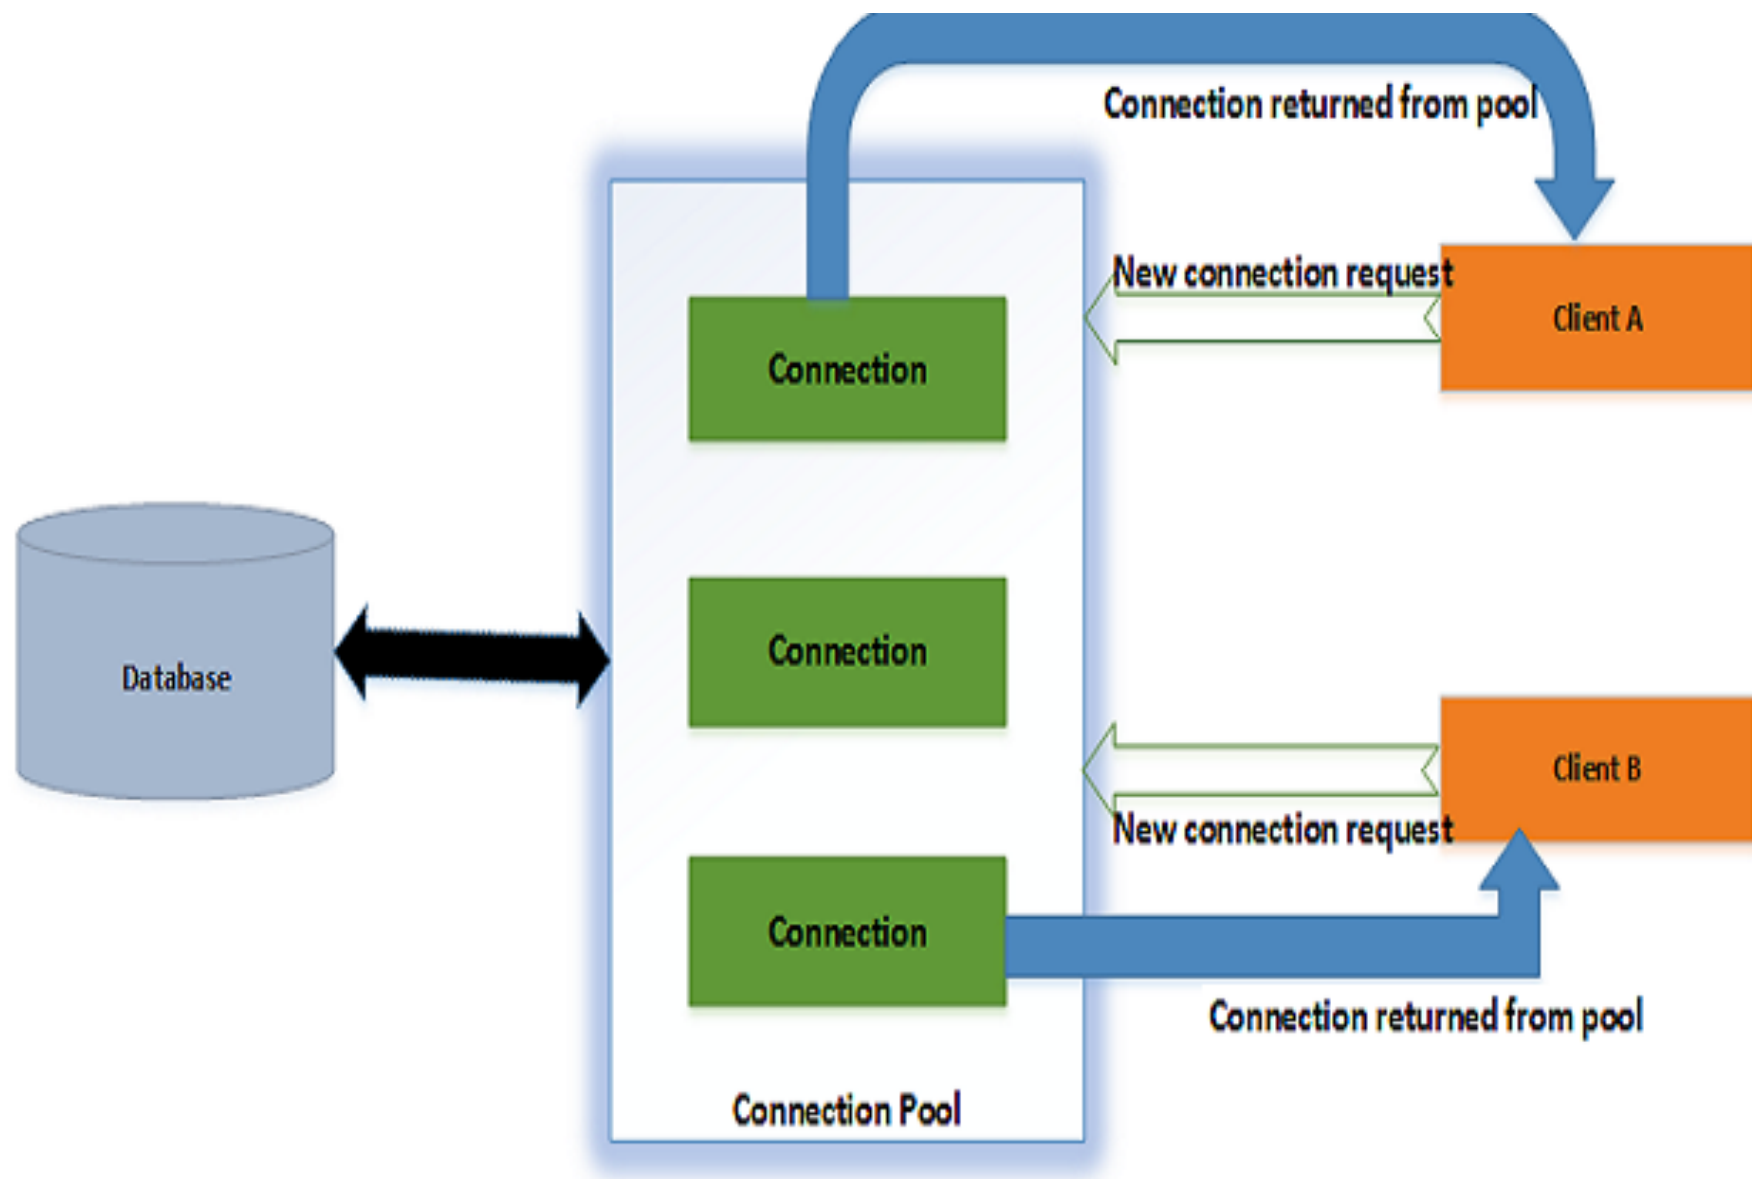 Connection returned from pool
New connection request
Client A
Connection
Connection
Database
Client B
New connection request
Connection
Connection returned from pool
Connection Pool